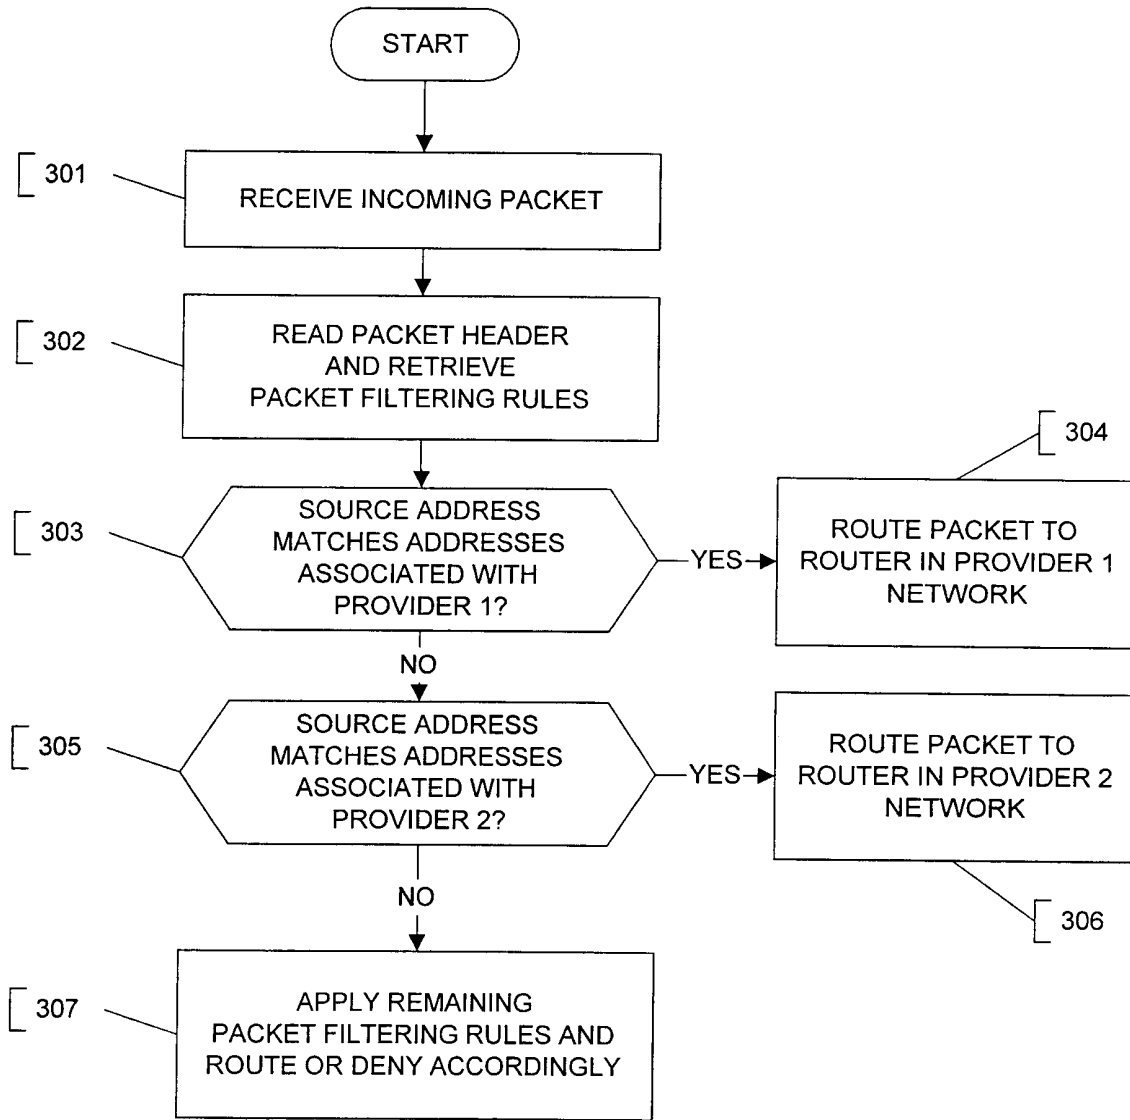 START
301
RECEIVE INCOMING PACKET
302
READ PACKET HEADER
AND RETRIEVE
PACKET FILTERING RULES
303
SOURCE ADDRESS
MATCHES ADDRESSES
ASSOCIATED WITH
PROVIDER 1?
YES
304
ROUTE PACKET TO
ROUTER IN PROVIDER 1
NETWORK
NO
305
SOURCE ADDRESS
MATCHES ADDRESSES
ASSOCIATED WITH
PROVIDER 2?
YES
ROUTE PACKET TO
ROUTER IN PROVIDER 2
NETWORK
306
NO
307
APPLY REMAINING
PACKET FILTERING RULES AND
ROUTE OR DENY ACCORDINGLY